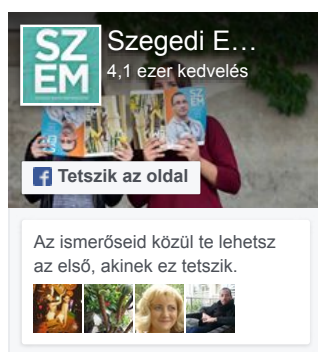 SZ
EM
Szegedi E…
4,1 ezer kedvelés
Tetszik az oldal
Az ismerőseid közül te lehetsz
az első, akinek ez tetszik.